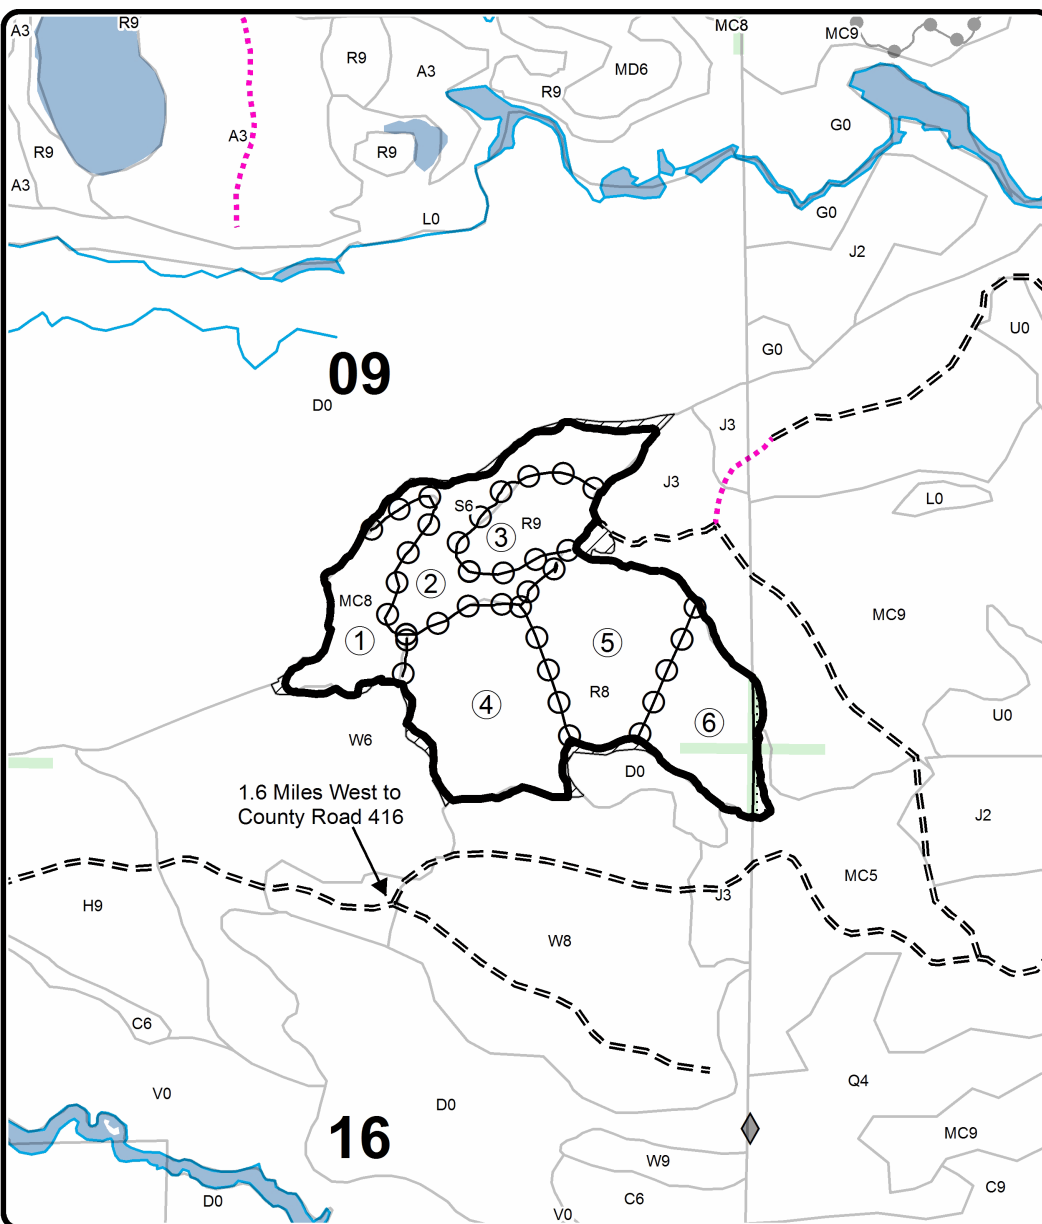 A3
R9
MC8
MC9
R9
A3
MD6
R9
A3
G0
R9
R9
A3
L0
G0
J2
U0
G0
09
D0
J3
J3
L0
S6
R9
3
2
MC8
1
5
MC9
R8
4
6
U0
W6
D0
1.6 Miles West to
County Road 416
J2
MC5
J3
H9
W8
C6
Q4
V0
D0
16
MC9
W9
C9
C6
D0
V0